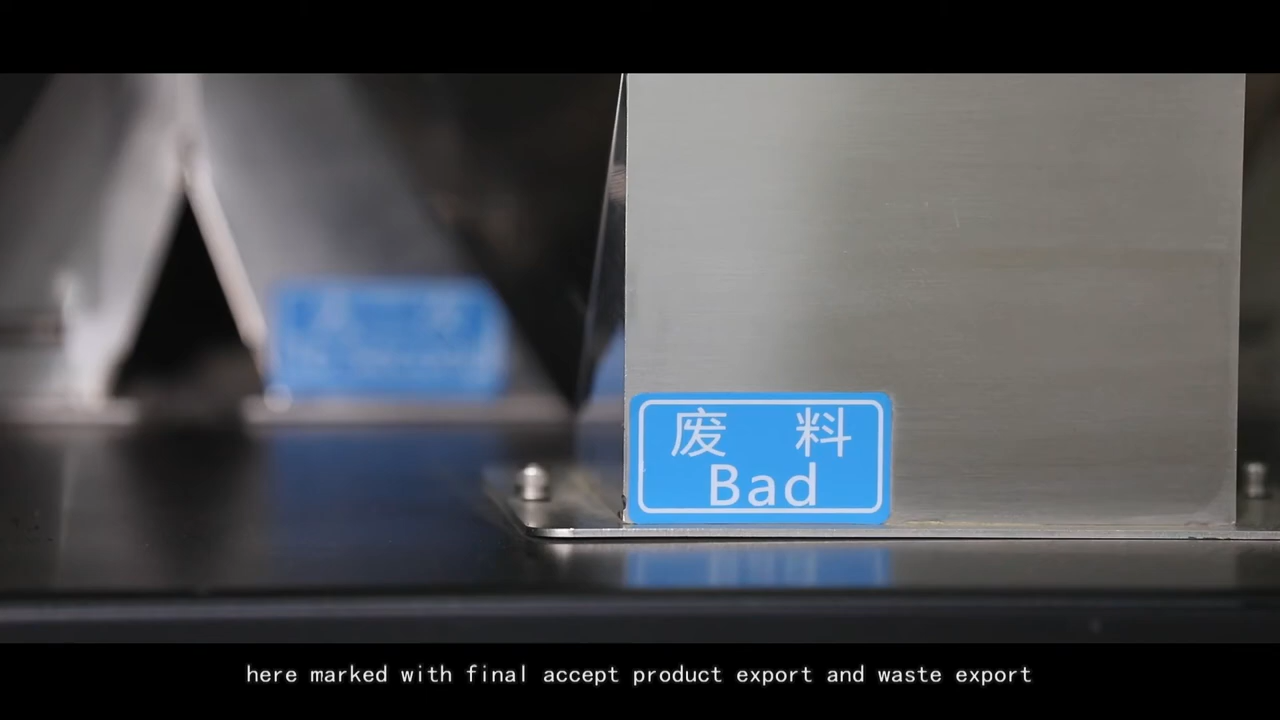 废 料
Bad
here marked with final accept product export and waste export